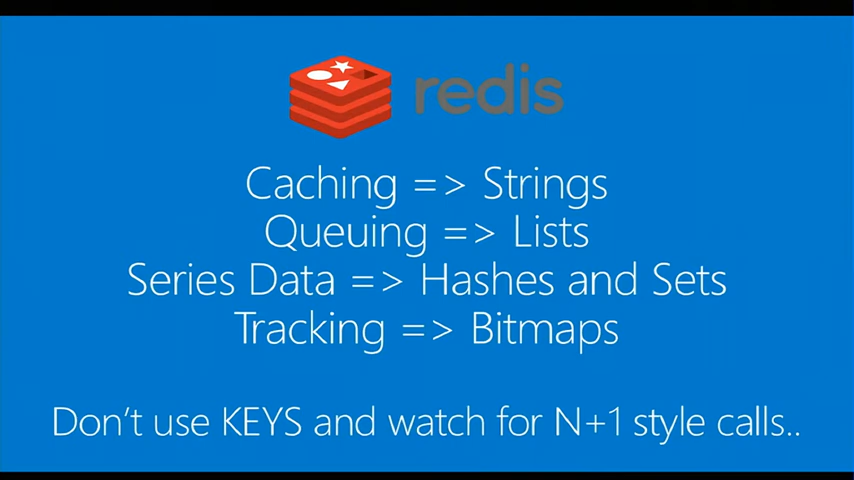 redis
Caching => Strings
Queuing => Lists
Series Data => Hashes and Sets
Tracking => Bitmaps
Don't use KEYS and watch for N+1 style calls..